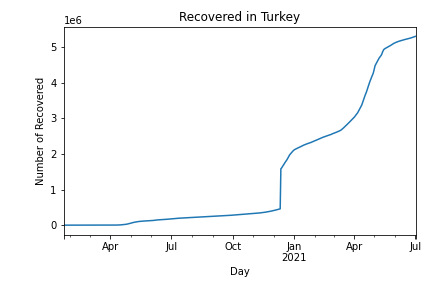 Recovered in Turkey
1e6
5
4
3
2
1
0
Number of Recovered
Apr
Jul
Oct
Jan
2021
Apr
Jul
Day